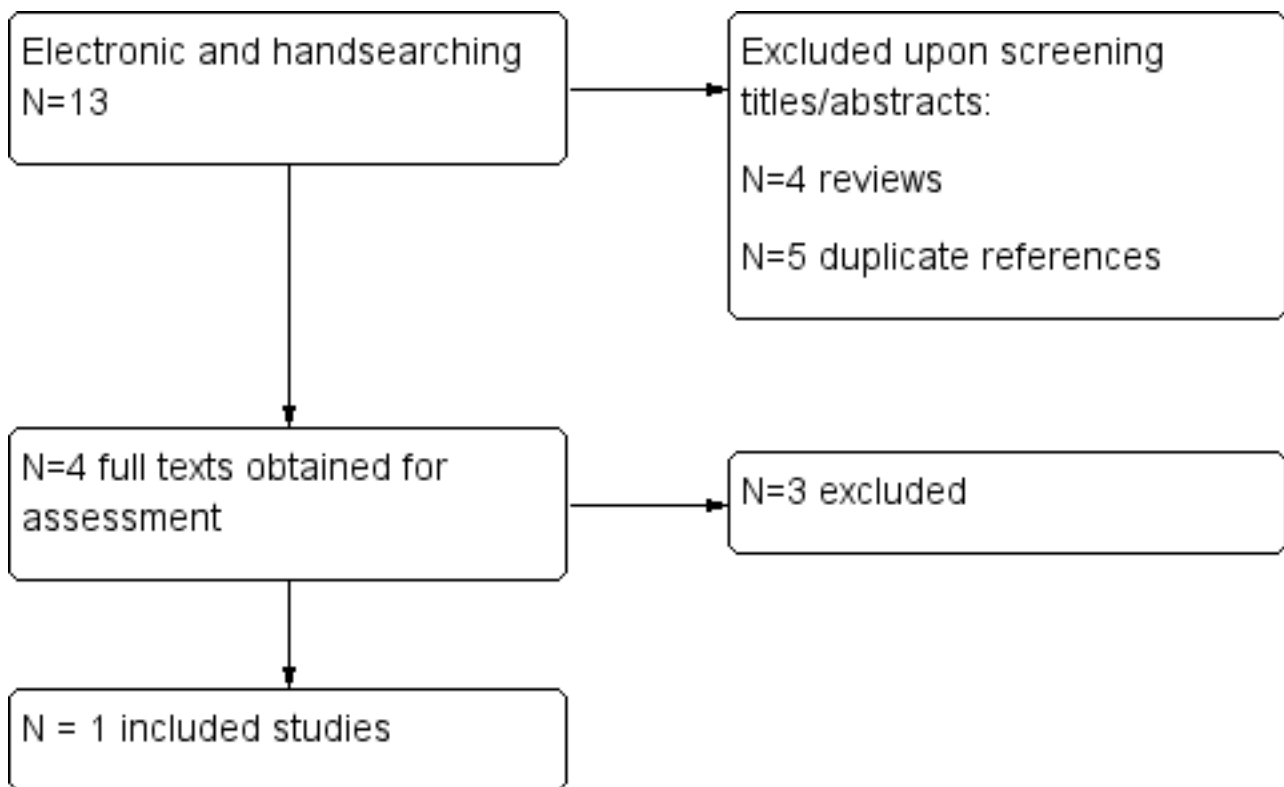 Electronic and handsearching
N=13
Excluded upon screening
titles/abstracts:
N=4 reviews
N=5 duplicate references
N=4 full texts obtained for
assessment
N=3 excluded
N = 1 included studies